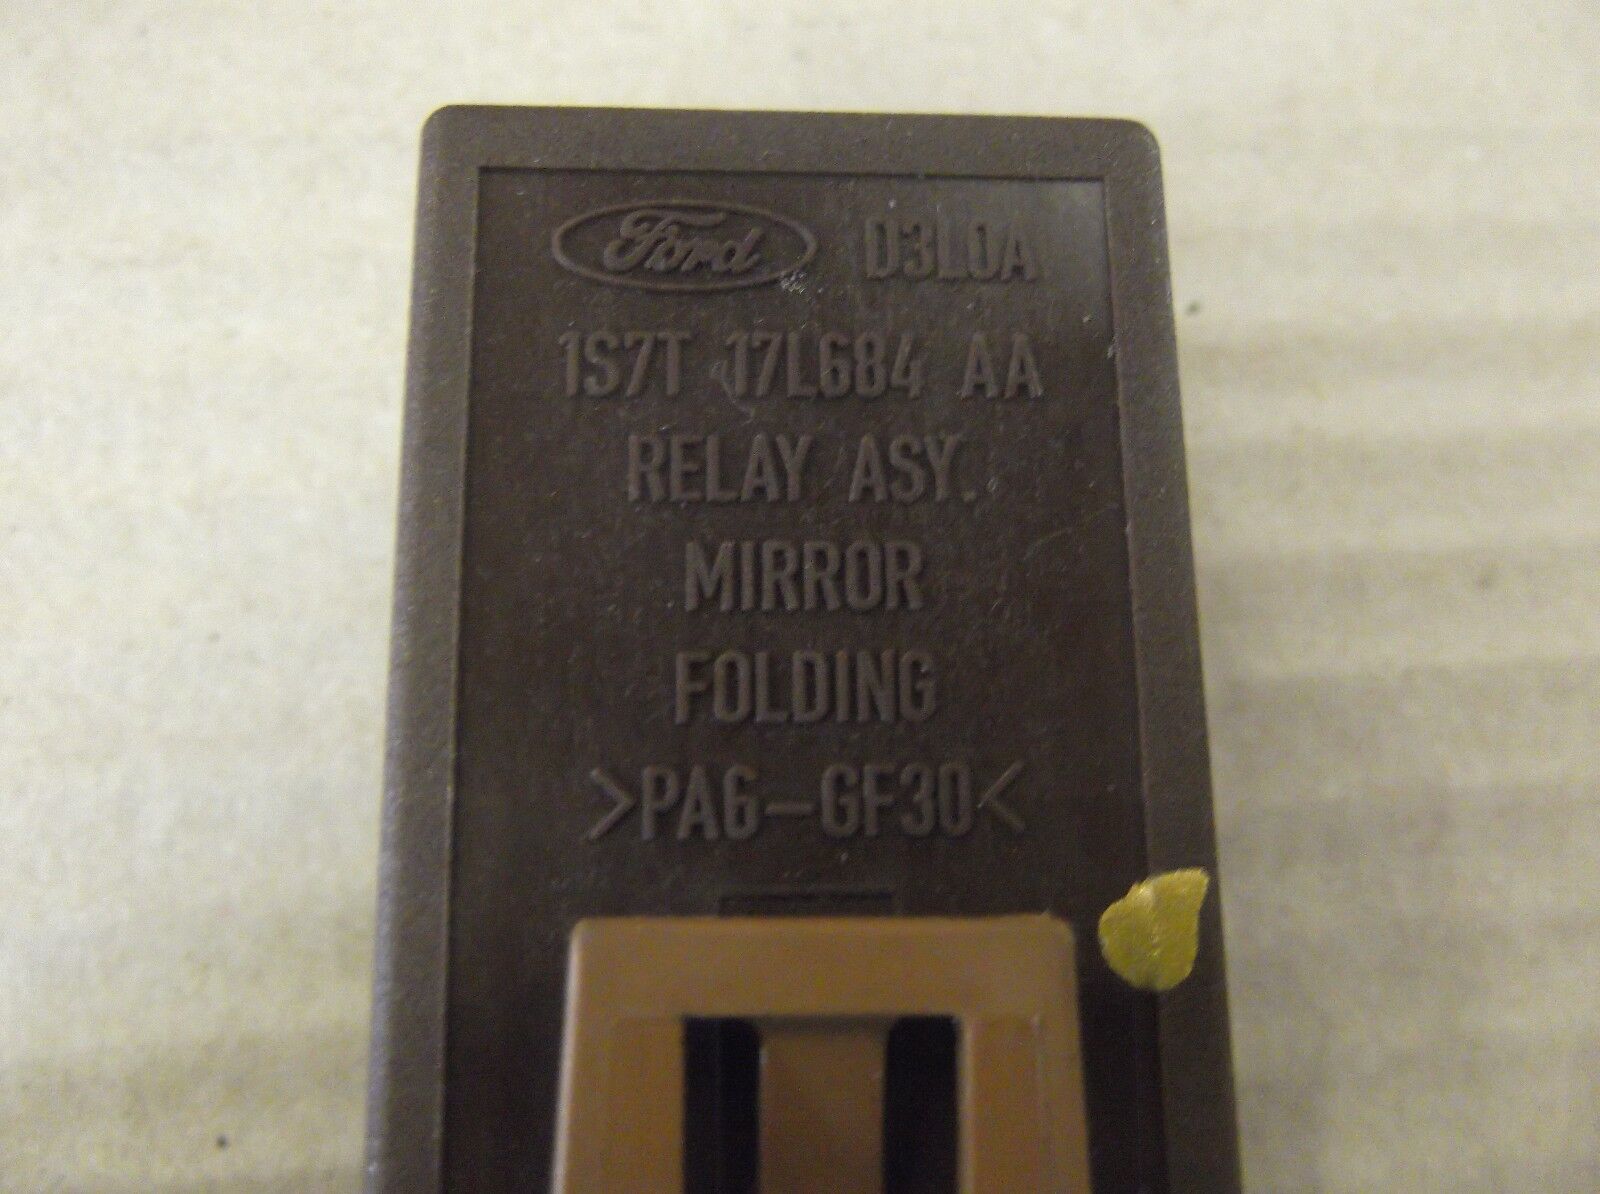 Ford D3L0A
1S7T 17L684 AA
RELAY ASY.
MIRROR
FOLDING
>PA6-GF30<